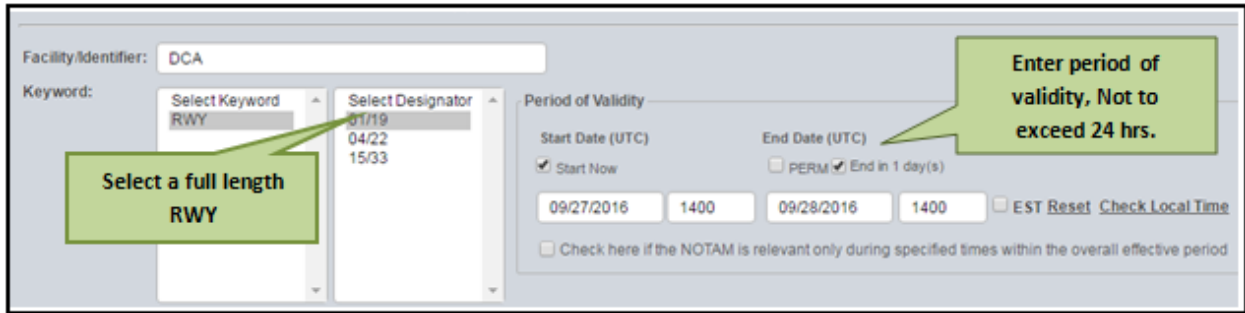 Facility/Identifier: DCA
Keyword:
Select Keyword
RWY
Select Designator
01/19
04/22
15/33
Select a full length
RWY
Period of Validity
Start Date (UTC) End Date (UTC)
Start Now PERM End in 1 day(s)
09/27/2016 1400 09/28/2016 1400 EST Reset Check Local Time
Check here if the NOTAM is relevant only during specified times within the overall effective period
Enter period of
validity, Not to
exceed 24 hrs.